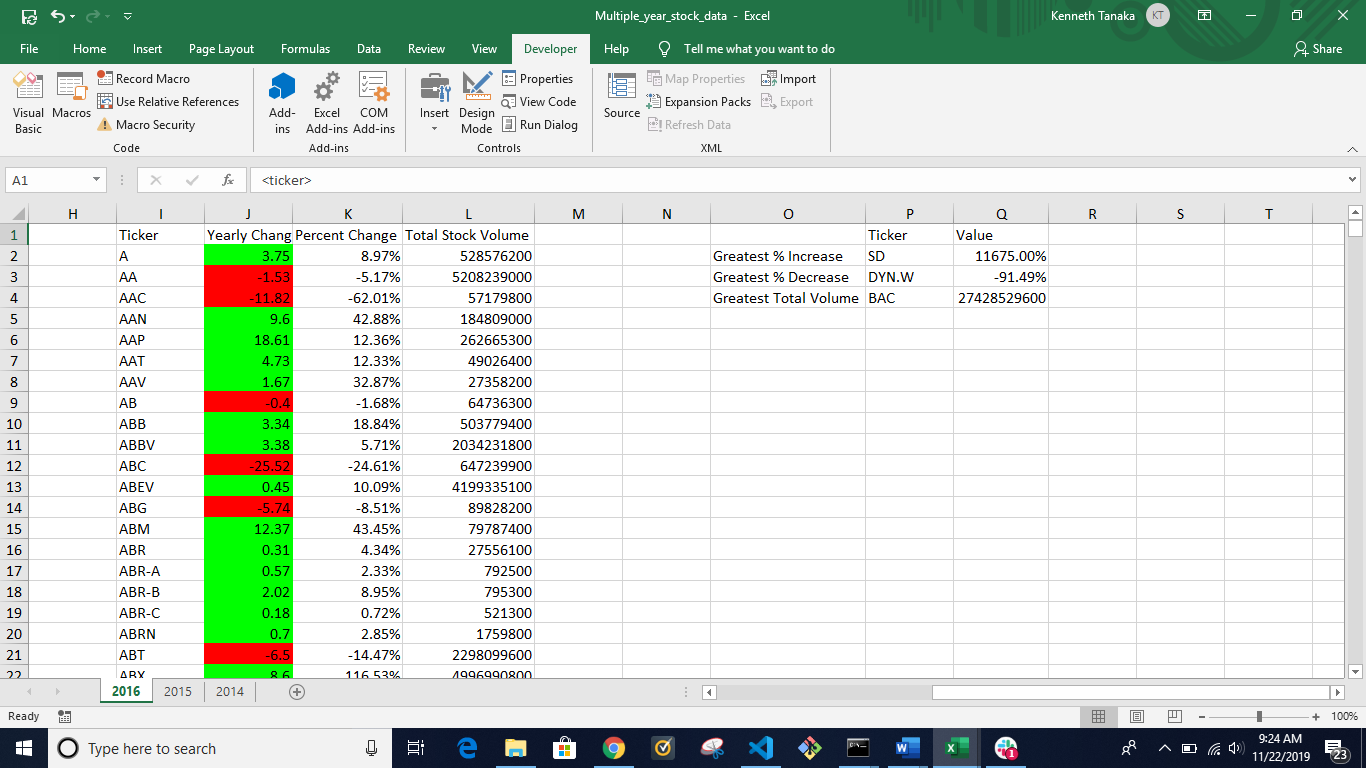 Multiple_year_stock_data - Excel
Kenneth Tanaka KT
File Home Insert Page Layout Formulas Data Review View Developer Help Tell me what you want to do Share
Visual Basic
Macros
Record Macro
Use Relative References
Macro Security
Code
Add-ins
Excel Add-ins
COM Add-ins
Add-ins
Insert
Design Mode
Properties
View Code
Run Dialog
Controls
Source
Map Properties
Expansion Packs
Refresh Data
Import
Export
XML
A1 fx <ticker>
H I J K L M N O P Q R S T
1 Ticker Yearly Chang Percent Change Total Stock Volume Ticker Value
2 A 3.75 8.97% 528576200 Greatest % Increase SD 11675.00%
3 AA -1.53 -5.17% 5208239000 Greatest % Decrease DYN.W -91.49%
4 AAC -11.82 -62.01% 57179800 Greatest Total Volume BAC 27428529600
5 AAN 9.6 42.88% 184809000
6 AAP 18.61 12.36% 262665300
7 AAT 4.73 12.33% 49026400
8 AAV 1.67 32.87% 27358200
9 AB -0.4 -1.68% 64736300
10 ABB 3.34 18.84% 503779400
11 ABBV 3.38 5.71% 2034231800
12 ABC -25.52 -24.61% 647239900
13 ABEV 0.45 10.09% 4199335100
14 ABG -5.74 -8.51% 89828200
15 ABM 12.37 43.45% 79787400
16 ABR 0.31 4.34% 27556100
17 ABR-A 0.57 2.33% 792500
18 ABR-B 2.02 8.95% 795300
19 ABR-C 0.18 0.72% 521300
20 ABRN 0.7 2.85% 1759800
21 ABT -6.5 -14.47% 2298099600
22 ABX 8.6 116.53% 4996990800
2016 2015 2014
Ready 100%
Type here to search
9:24 AM
11/22/2019
23